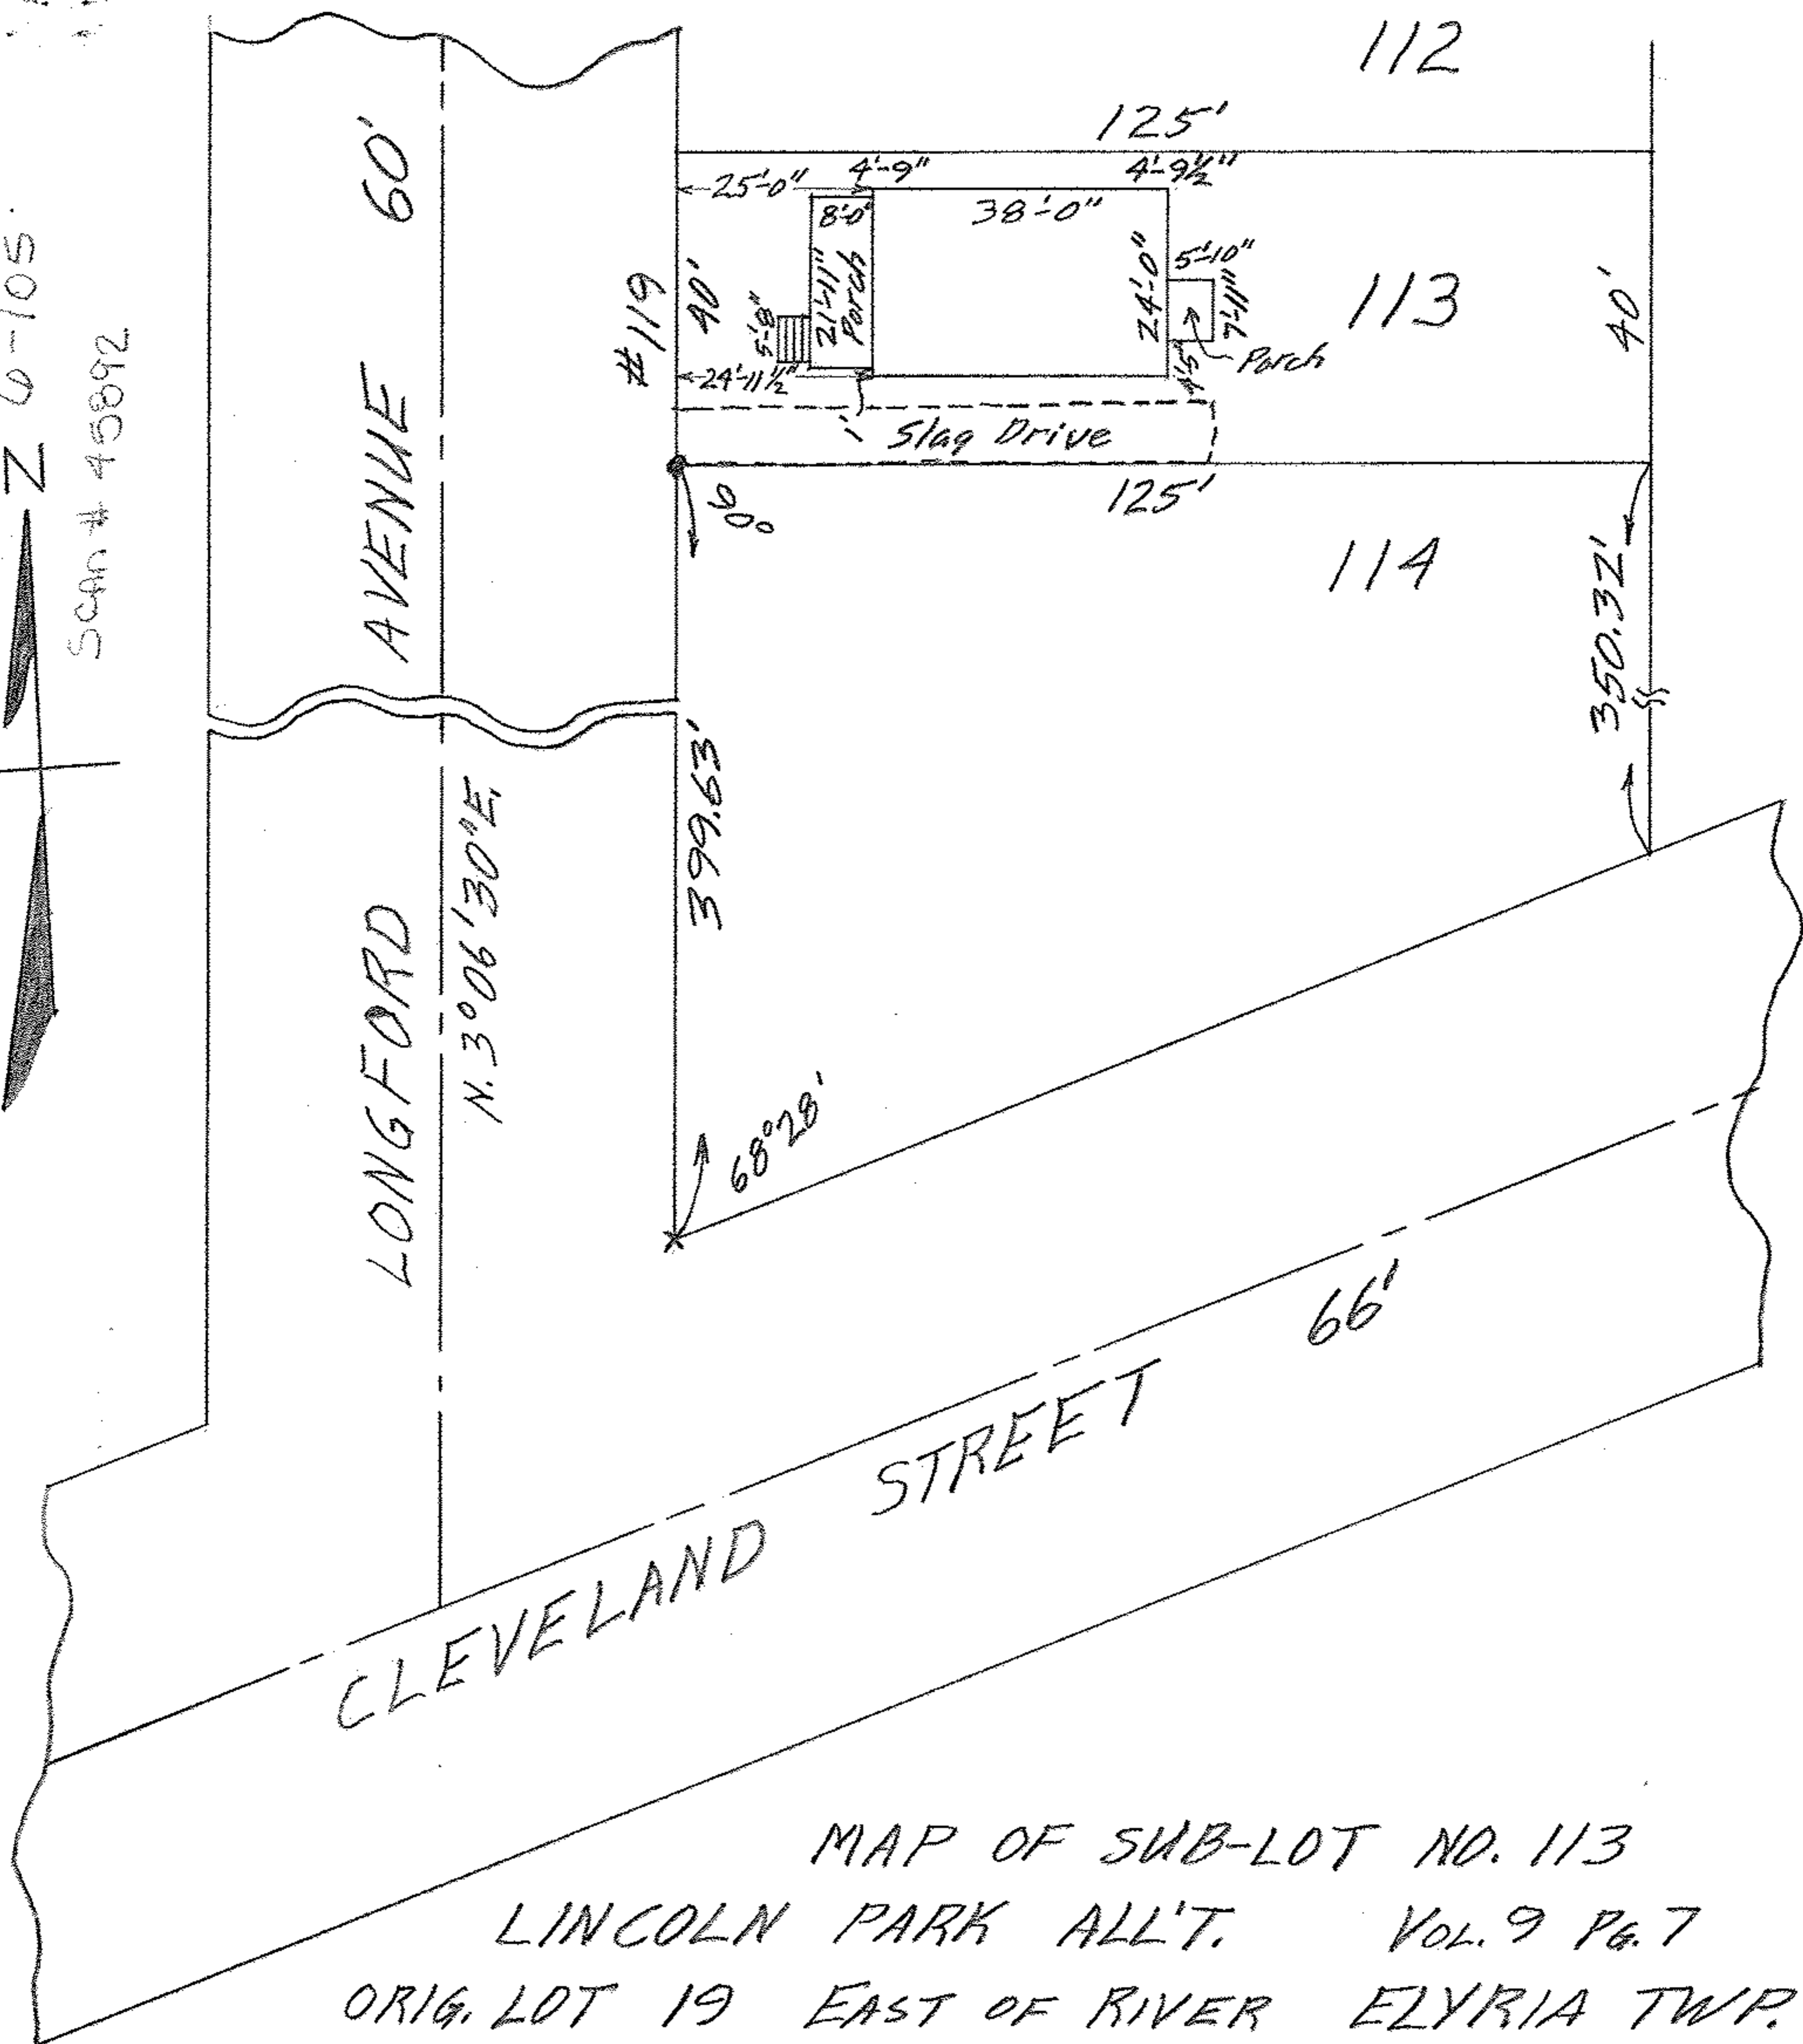 Z 6-105
Scan # 45892
LONGFORD AVENUE 60'
N. 3°06'30"E.
112
125'
25'-0"
4'-9"
4'-9½"
8'-0"
38'-0"
#119
40'
5'-8"
21'-11"
Porch
24'-0"
5'-10"
7'-11"
4'-5"
Porch
113
40'
24'-11½"
1'
Slag Drive
90°
125'
114
350.32'
399.63'
68°28'
CLEVELAND STREET 66'
MAP OF SUB-LOT NO. 113
LINCOLN PARK ALL'T. VOL. 9 PG. 7
ORIG. LOT 19 EAST OF RIVER ELYRIA TWP.